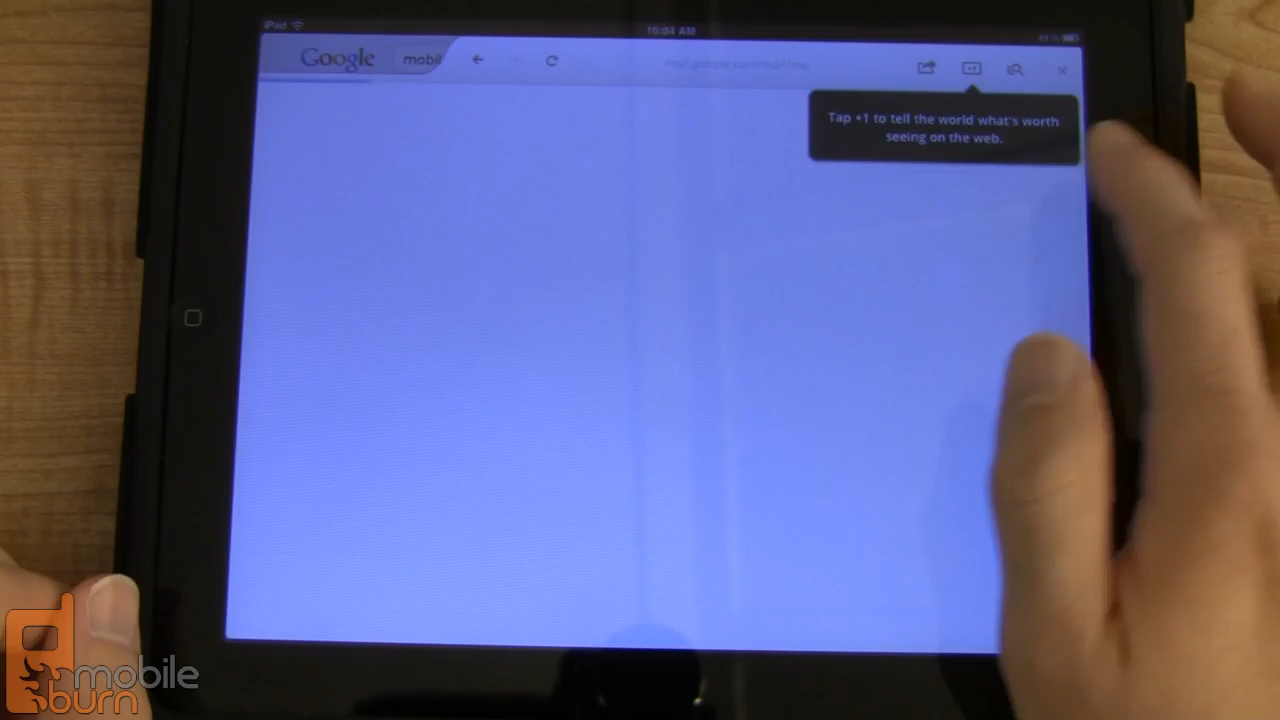 iPad
10:04 AM
Google
mobil
Tap +1 to tell the world what's worth
seeing on the web.
mobile
burn